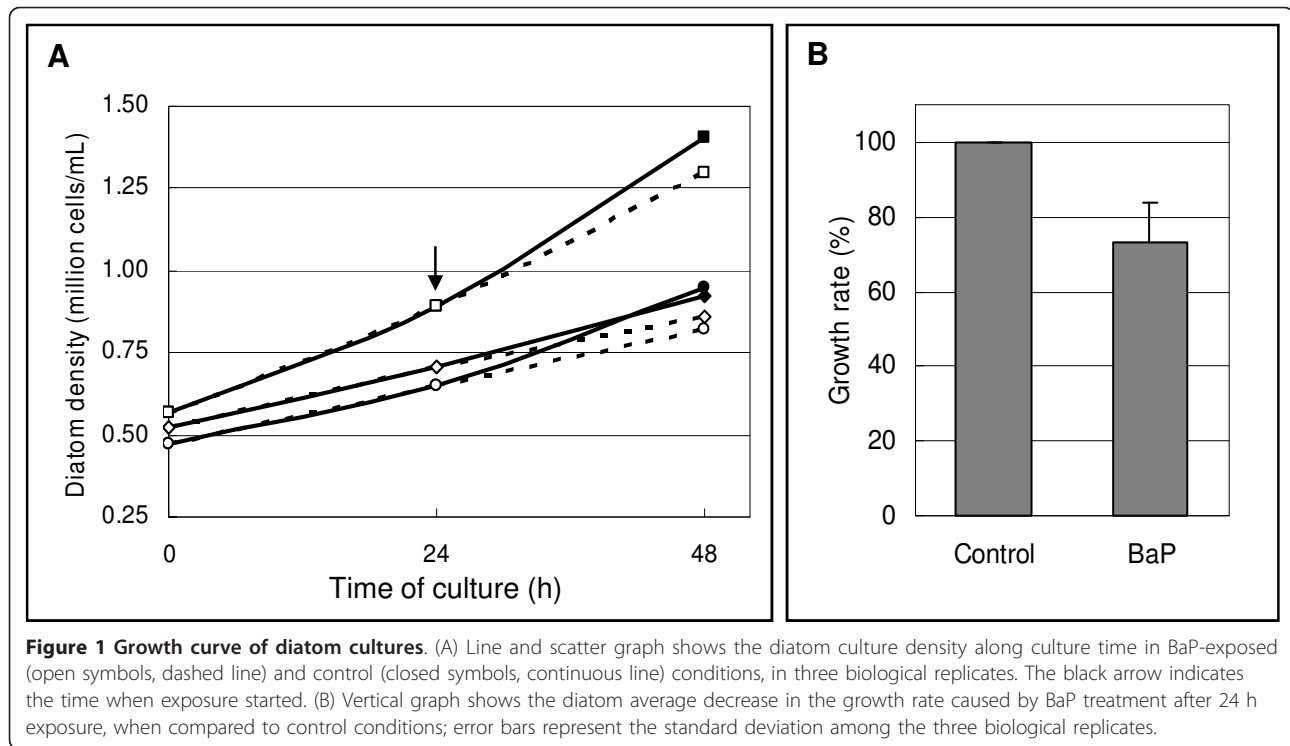 A
Diatom density (million cells/mL)
1.50
1.25
1.00
0.75
0.50
0.25
0
24
48
Time of culture (h)
B
Growth rate (%)
100
80
60
40
20
0
Control
BaP
Figure 1 Growth curve of diatom cultures. (A) Line and scatter graph shows the diatom culture density along culture time in BaP-exposed
(open symbols, dashed line) and control (closed symbols, continuous line) conditions, in three biological replicates. The black arrow indicates
the time when exposure started. (B) Vertical graph shows the diatom average decrease in the growth rate caused by BaP treatment after 24 h
exposure, when compared to control conditions; error bars represent the standard deviation among the three biological replicates.